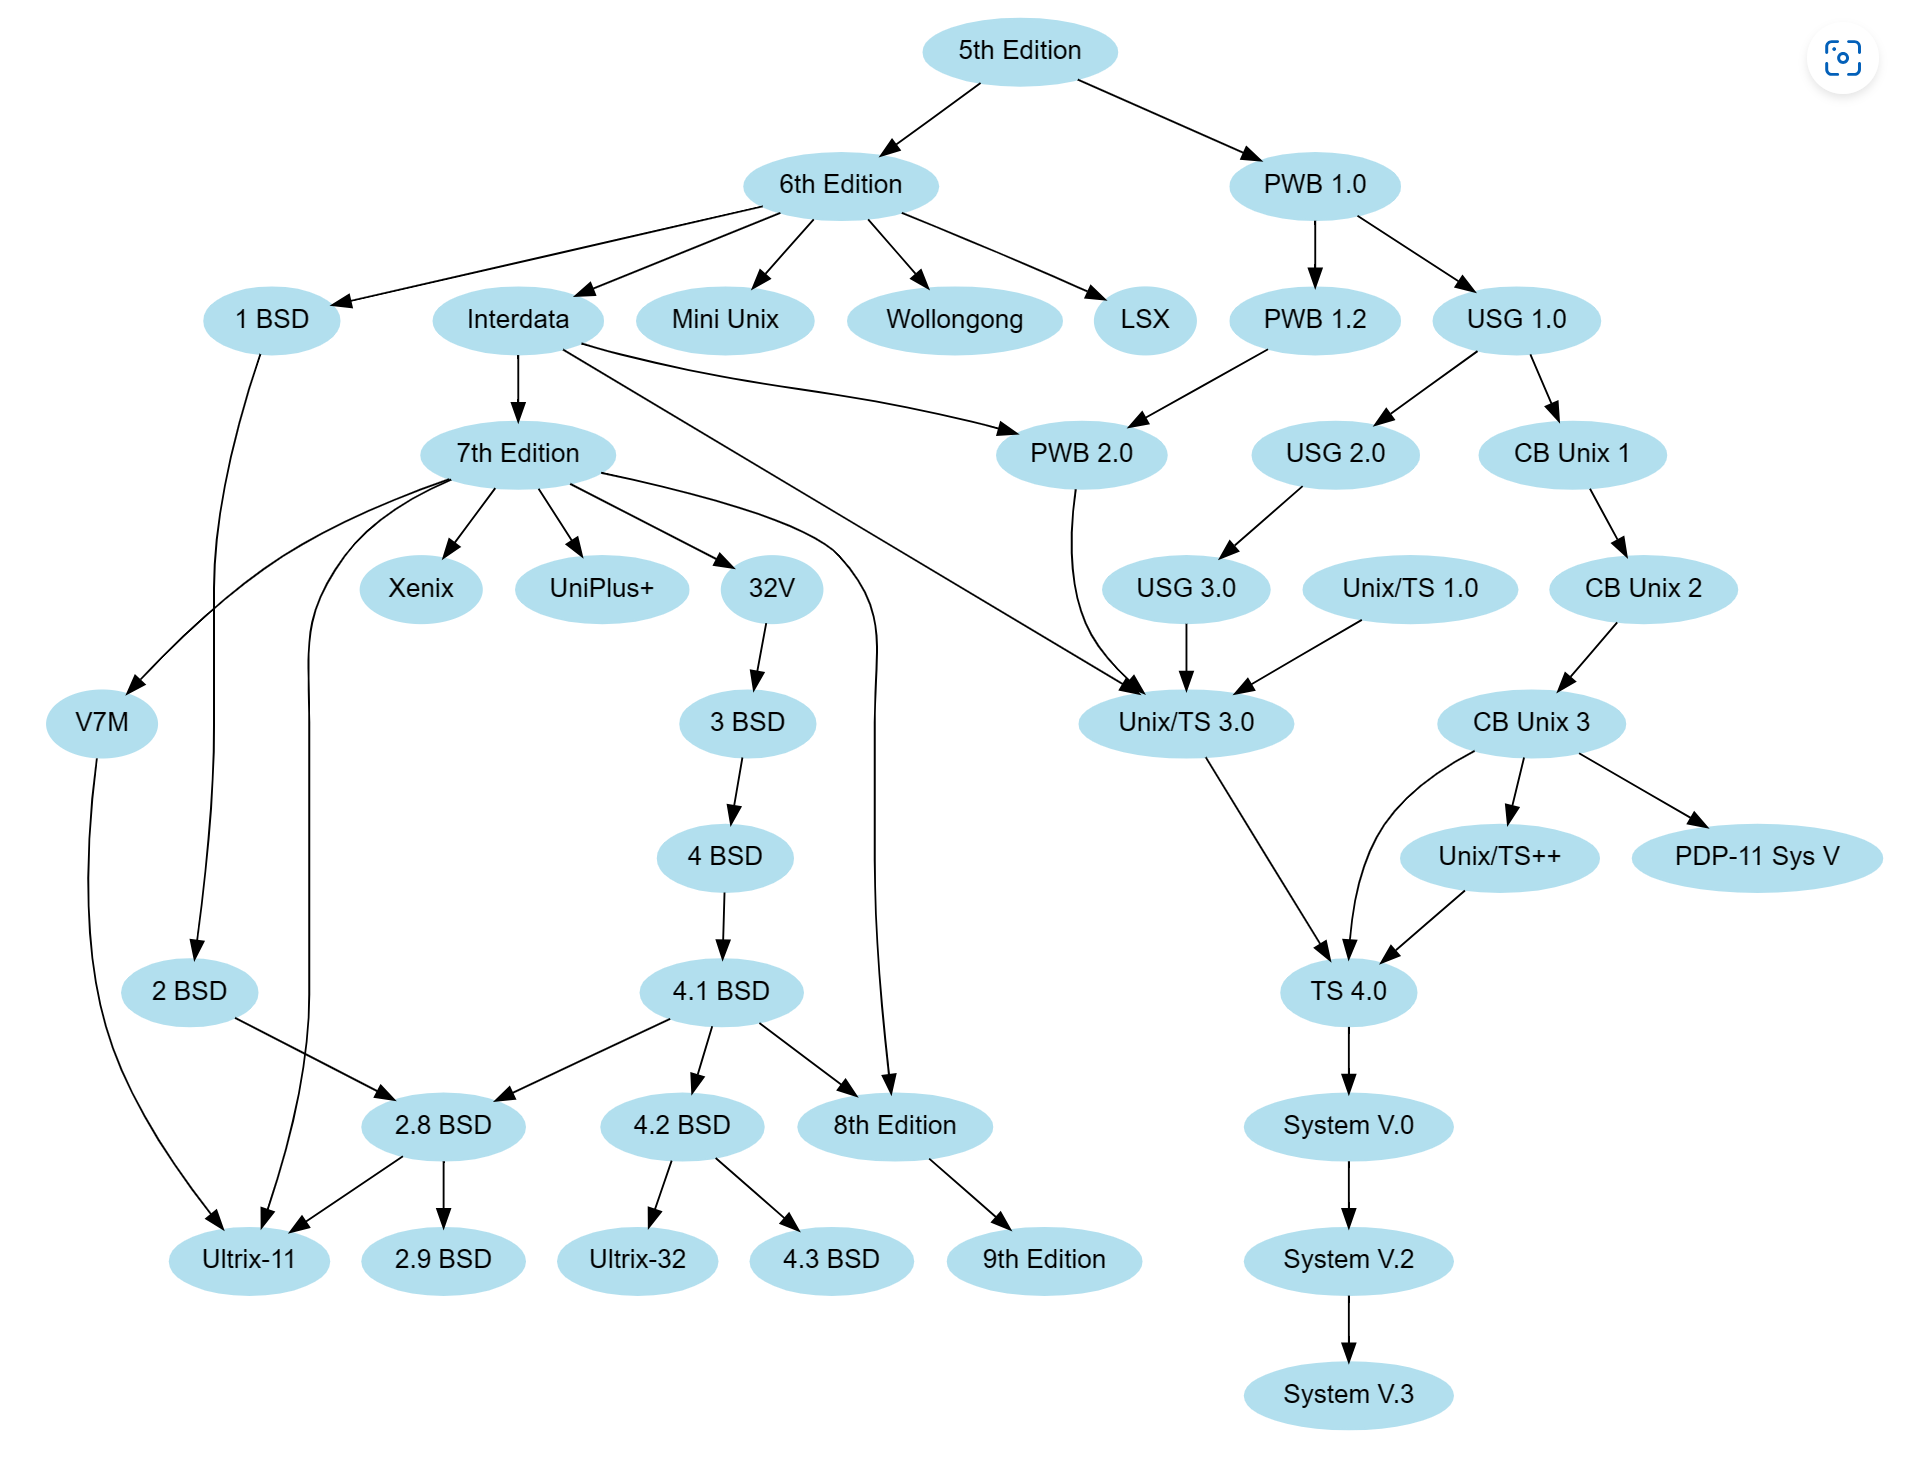 5th Edition
6th Edition
PWB 1.0
1 BSD
Interdata
Mini Unix
Wollongong
LSX
PWB 1.2
USG 1.0
7th Edition
PWB 2.0
USG 2.0
CB Unix 1
Xenix
UniPlus+
32V
USG 3.0
Unix/TS 1.0
CB Unix 2
V7M
3 BSD
Unix/TS 3.0
CB Unix 3
4 BSD
Unix/TS++
PDP-11 Sys V
2 BSD
4.1 BSD
TS 4.0
2.8 BSD
4.2 BSD
8th Edition
System V.0
Ultrix-11
2.9 BSD
Ultrix-32
4.3 BSD
9th Edition
System V.2
System V.3